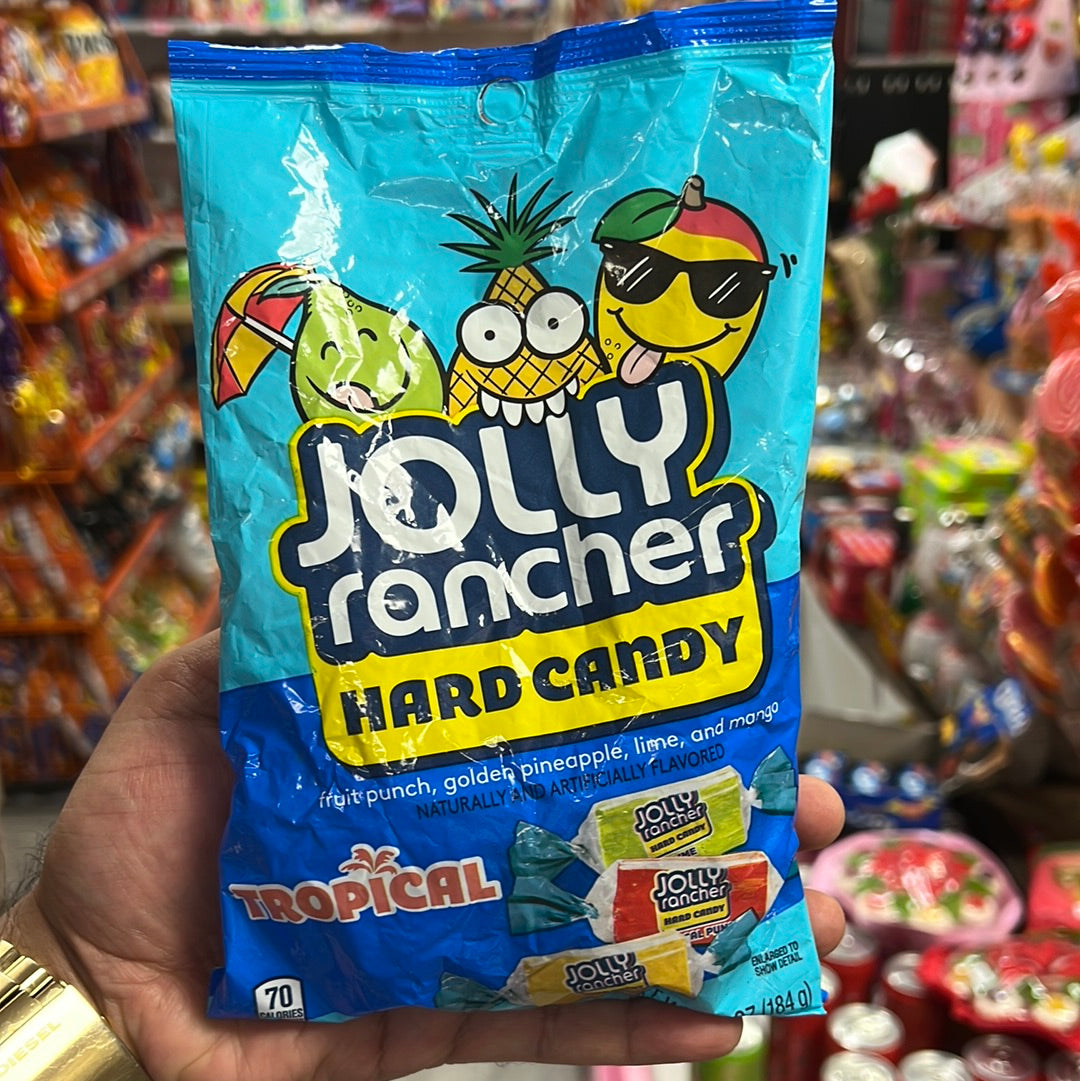 JOLLY
rancher
HARD CANDY
fruit punch, golden pineapple, lime, and mango
NATURALLY AND ARTIFICIALLY FLAVORED
TROPICAL
JOLLY
rancher
HARD CANDY
JOLLY
rancher
HARD CANDY
JOLLY
rancher
ENLARGED TO
SHOW DETAIL
70
CALORIES
(184 g)
DIESEL